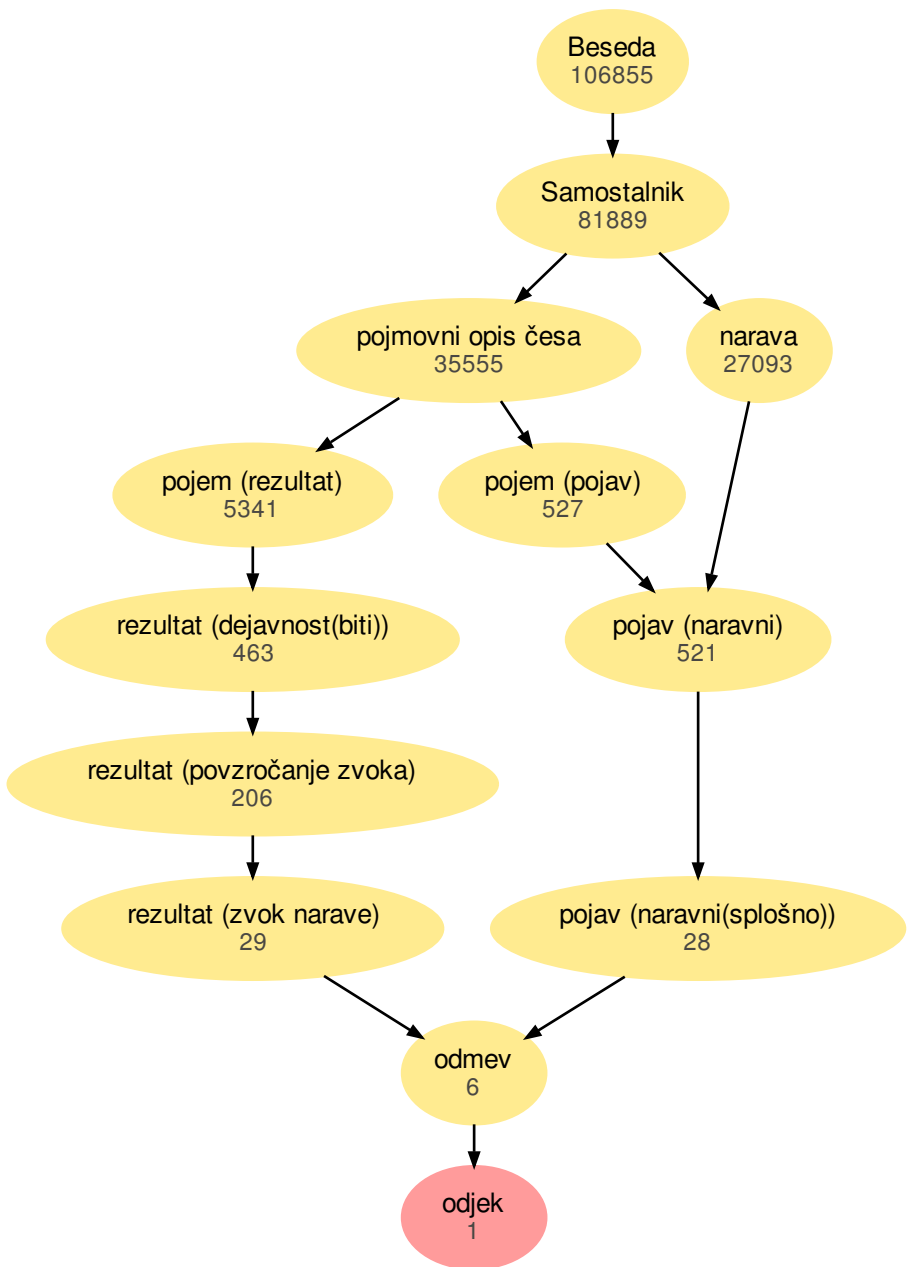 Beseda
106855
Samostalnik
81889
pojmovni opis česa
35555
narava
27093
pojem (rezultat)
5341
pojem (pojav)
527
rezultat (dejavnost(biti))
463
pojav (naravni)
521
rezultat (povzročanje zvoka)
206
rezultat (zvok narave)
29
pojav (naravni(splošno))
28
odmev
6
odjek
1